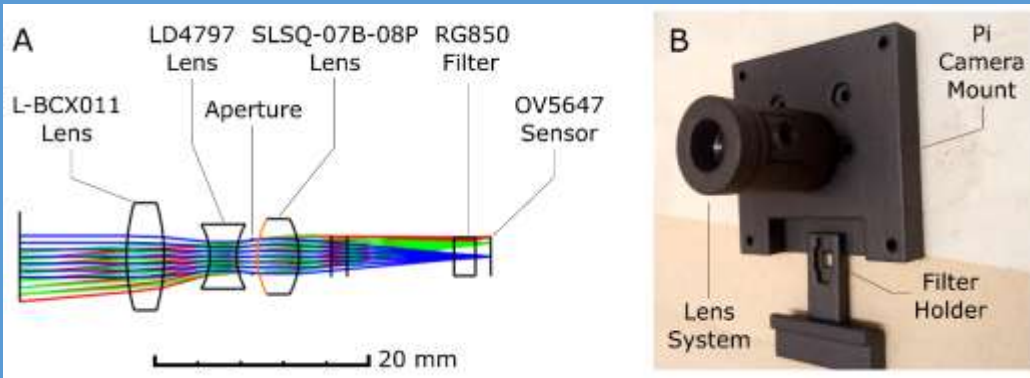 A
L-BCX011
Lens
LD4797
Lens
Aperture
SLSQ-07B-08P
Lens
RG850
Filter
OV5647
Sensor
20 mm
B
Pi
Camera
Mount
Lens
System
Filter
Holder